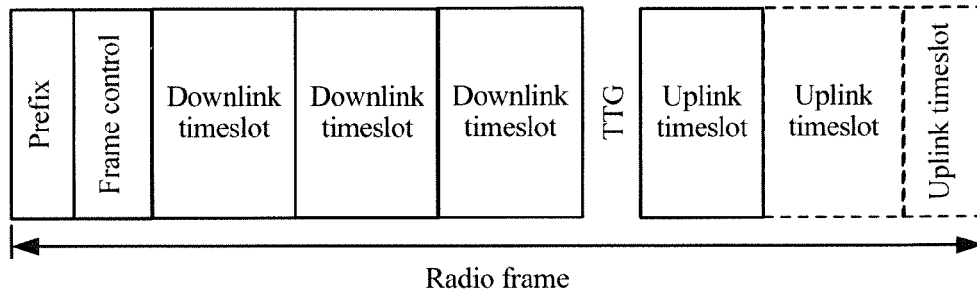 Prefix
Frame control
Downlink
timeslot
Downlink
timeslot
Downlink
timeslot
TTG
Uplink
timeslot
Uplink
timeslot
Uplink timeslot
Radio frame